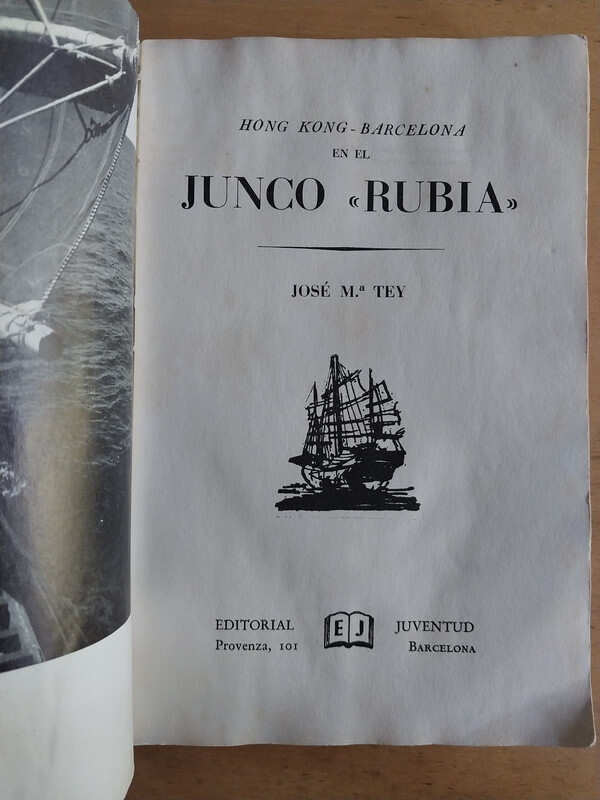 HONG KONG - BARCELONA
EN EL
JUNCO «RUBIA»
JOSÉ M.ª TEY
EDITORIAL EJ JUVENTUD
Provenza, 101 BARCELONA